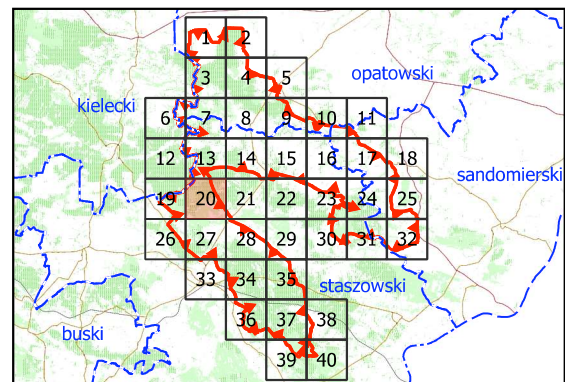 1 2
3 4 5
opatowski
kielecki
6 7 8 9 10 11
12 13 14 15 16 17 18
sandomierski
19 20 21 22 23 24 25
26 27 28 29 30 31 32
33 34 35
staszowski
buski
36 37 38
39 40